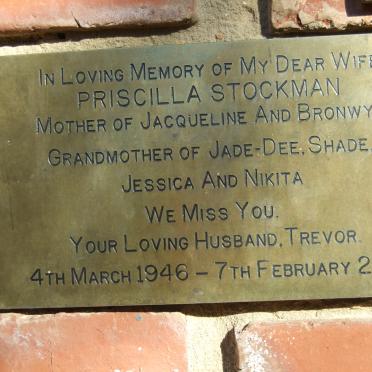 IN LOVING MEMORY OF MY DEAR WIFE
PRISCILLA STOCKMAN
MOTHER OF JACQUELINE AND BRONWY
GRANDMOTHER OF JADE-DEE, SHADE,
JESSICA AND NIKITA
WE MISS YOU.
YOUR LOVING HUSBAND, TREVOR.
4TH MARCH 1946 - 7TH FEBRUARY 2